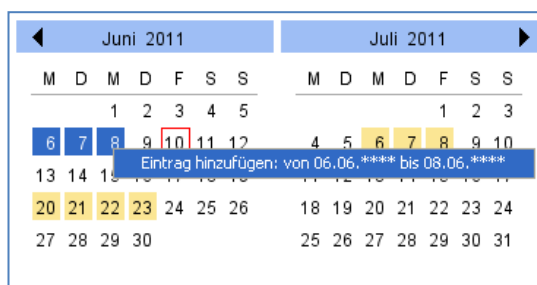 Juni 2011 Juli 2011
M D M D F S S M D M D F S S
1 2 3 4 5 1 2 3
6 7 8 9 10 11 12 4 5 6 7 8 9 10
Eintrag hinzufügen: von 06.06.**** bis 08.06.****
13 14
20 21 22 23 24 25 26 18 19 20 21 22 23 24
27 28 29 30 25 26 27 28 29 30 31